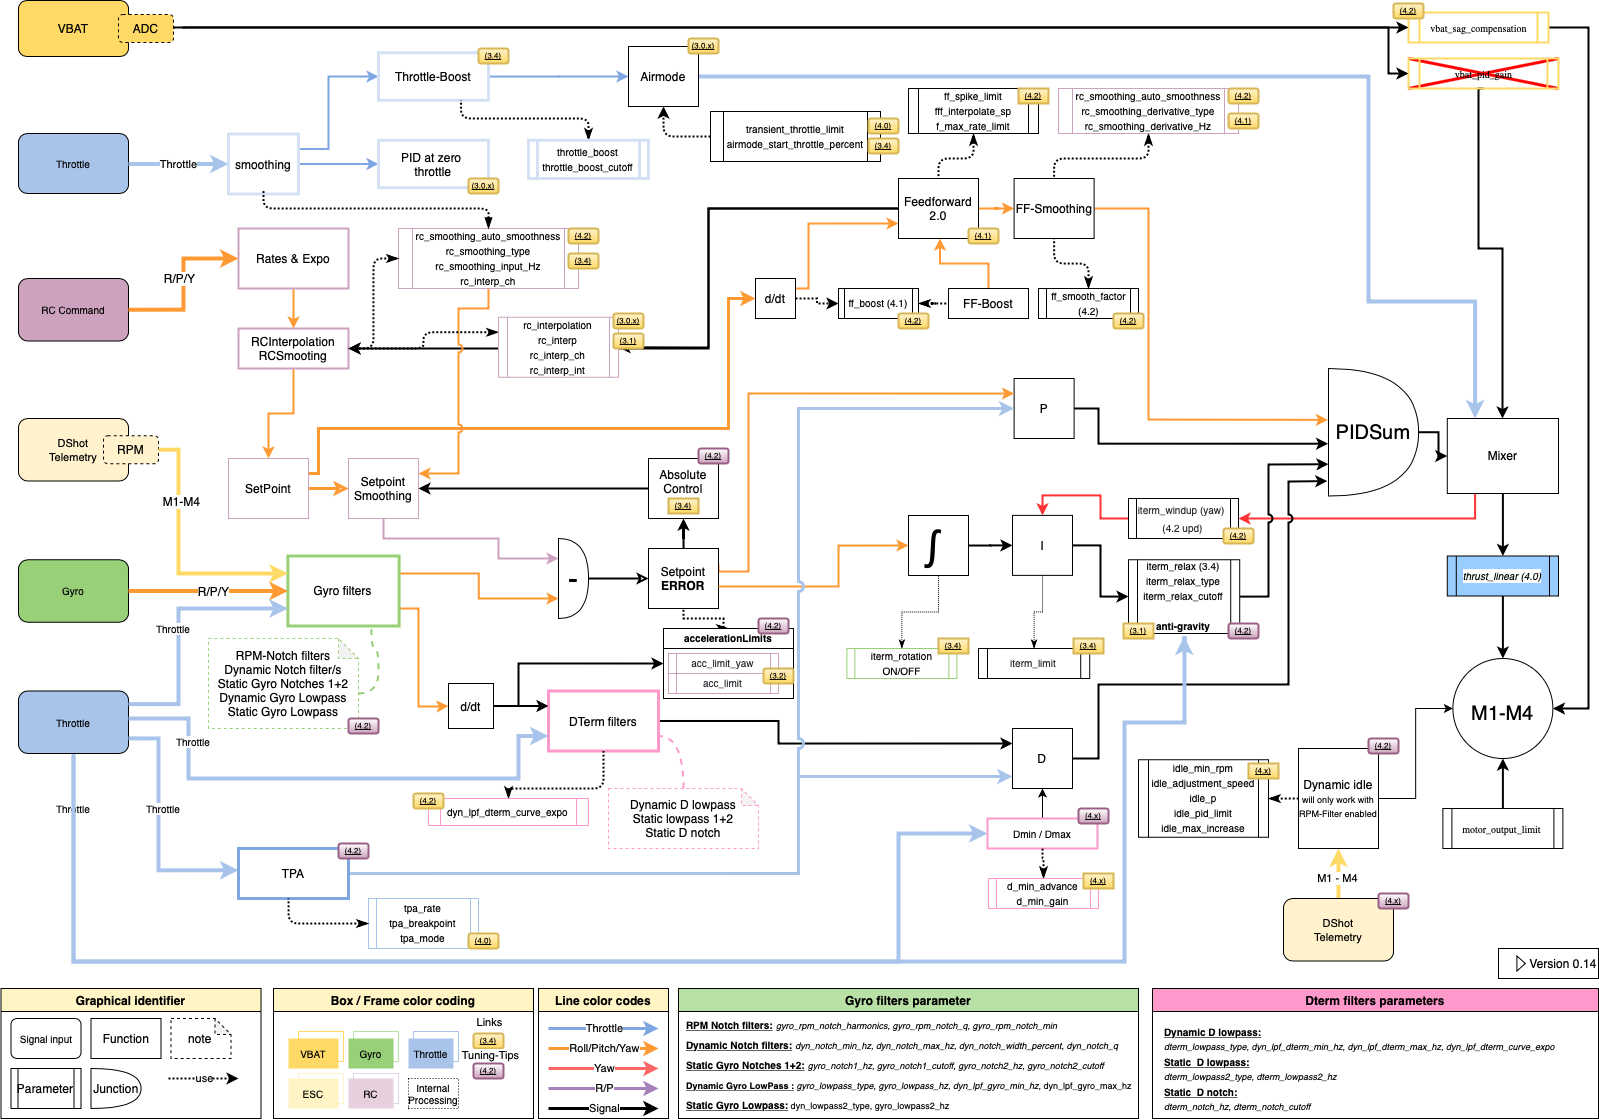 VBAT
ADC
(4.2)
vbat_sag_compensation
vbat_pid_gain
(3.4)
Throttle-Boost
(3.0.x)
Airmode
throttle_boost
throttle_boost_cutoff
transient_throttle_limit
airmode_start_throttle_percent
(4.0)
(3.4)
ff_spike_limit
fff_interpolate_sp
f_max_rate_limit
(4.2)
rc_smoothing_auto_smoothness
rc_smoothing_derivative_type
rc_smoothing_derivative_Hz
(4.2)
(4.1)
Throttle
Throttle
smoothing
PID at zero
throttle
(3.0.x)
Feedforward
2.0
(4.1)
FF-Smoothing
RC Command
R/P/Y
Rates & Expo
rc_smoothing_auto_smoothness
rc_smoothing_type
rc_smoothing_input_Hz
rc_interp_ch
(4.2)
(3.4)
d/dt
ff_boost (4.1)
(4.2)
FF-Boost
ff_smooth_factor
(4.2)
(4.2)
RCInterpolation
RCSmooting
rc_interpolation
rc_interp
rc_interp_ch
rc_interp_int
(3.0.x)
(3.1)
P
PIDSum
Mixer
DShot
Telemetry
RPM
M1-M4
SetPoint
Setpoint
Smoothing
Absolute
Control
(4.2)
(3.4)
iterm_windup (yaw)
(4.2 upd)
(4.2)
Gyro
R/P/Y
Throttle
Gyro filters
-
Setpoint
ERROR
∫
I
iterm_relax (3.4)
iterm_relax_type
iterm_relax_cutoff
anti-gravity
(3.1)
(4.2)
thrust_linear (4.0)
RPM-Notch filters
Dynamic Notch filter/s
Static Gyro Notches 1+2
Dynamic Gyro Lowpass
Static Gyro Lowpass
(4.2)
(4.2)
accelerationLimits
acc_limit_yaw
acc_limit
(3.2)
iterm_rotation
ON/OFF
(3.4)
iterm_limit
(3.4)
Throttle
Throttle
Throttle
Throttle
d/dt
DTerm filters
D
M1-M4
(4.2)
dyn_lpf_dterm_curve_expo
Dynamic D lowpass
Static lowpass 1+2
Static D notch
Dmin / Dmax
(4.x)
d_min_advance
d_min_gain
(4.x)
idle_min_rpm
idle_adjustment_speed
idle_p
idle_pid_limit
idle_max_increase
(4.x)
Dynamic idle
will only work with
RPM-Filter enabled
(4.2)
motor_output_limit
M1 - M4
DShot
Telemetry
(4.x)
TPA
(4.2)
tpa_rate
tpa_breakpoint
tpa_mode
(4.0)
Version 0.14
Graphical identifier
Signal input
Function
note
Parameter
Junction
use
Box / Frame color coding
VBAT
Gyro
Throttle
ESC
RC
Internal
Processing
Links
(3.4)
Tuning-Tips
(4.2)
Line color codes
Throttle
Roll/Pitch/Yaw
Yaw
R/P
Signal
Gyro filters parameter
RPM Notch filters: gyro_rpm_notch_harmonics, gyro_rpm_notch_q, gyro_rpm_notch_min
Dynamic Notch filters: dyn_notch_min_hz, dyn_notch_max_hz, dyn_notch_width_percent, dyn_notch_q
Static Gyro Notches 1+2: gyro_notch1_hz, gyro_notch1_cutoff, gyro_notch2_hz, gyro_notch2_cutoff
Dynamic Gyro LowPass : gyro_lowpass_type, gyro_lowpass_hz, dyn_lpf_gyro_min_hz, dyn_lpf_gyro_max_hz
Static Gyro Lowpass: dyn_lowpass2_type, gyro_lowpass2_hz
Dterm filters parameters
Dynamic D lowpass:
dterm_lowpass_type, dyn_lpf_dterm_min_hz, dyn_lpf_dterm_max_hz, dyn_lpf_dterm_curve_expo
Static D lowpass:
dterm_lowpass2_type, dterm_lowpass2_hz
Static D notch:
dterm_notch_hz, dterm_notch_cutoff